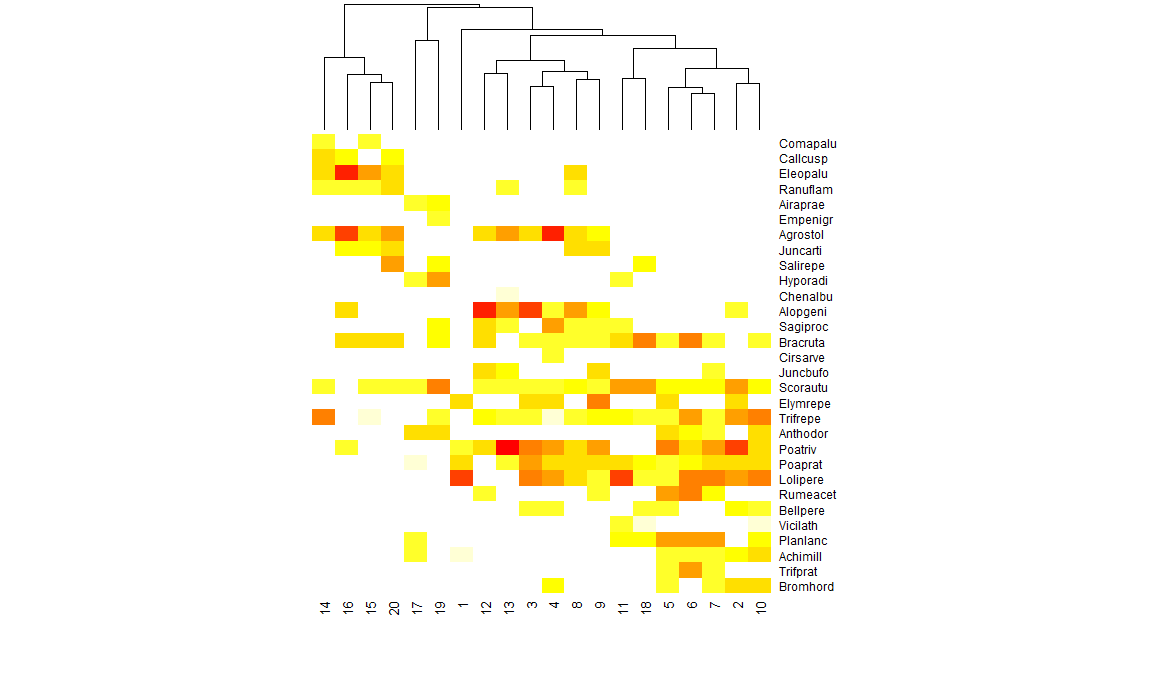 Comapalu
Callcusp
Eleopalu
Ranuflam
Airaprae
Empenigr
Agrostol
Juncarti
Salirepe
Hyporadi
Chenalbu
Alopgeni
Sagiproc
Bracruta
Cirsarve
Juncbufo
Scorautu
Elymrepe
Trifrepe
Anthodor
Poatriv
Poaprat
Lolipere
Rumeacet
Bellpere
Vicilath
Planlanc
Achimill
Trifprat
Bromhord
14 16 15 20 17 19 1 12 13 3 4 8 9 11 18 5 6 7 2 10